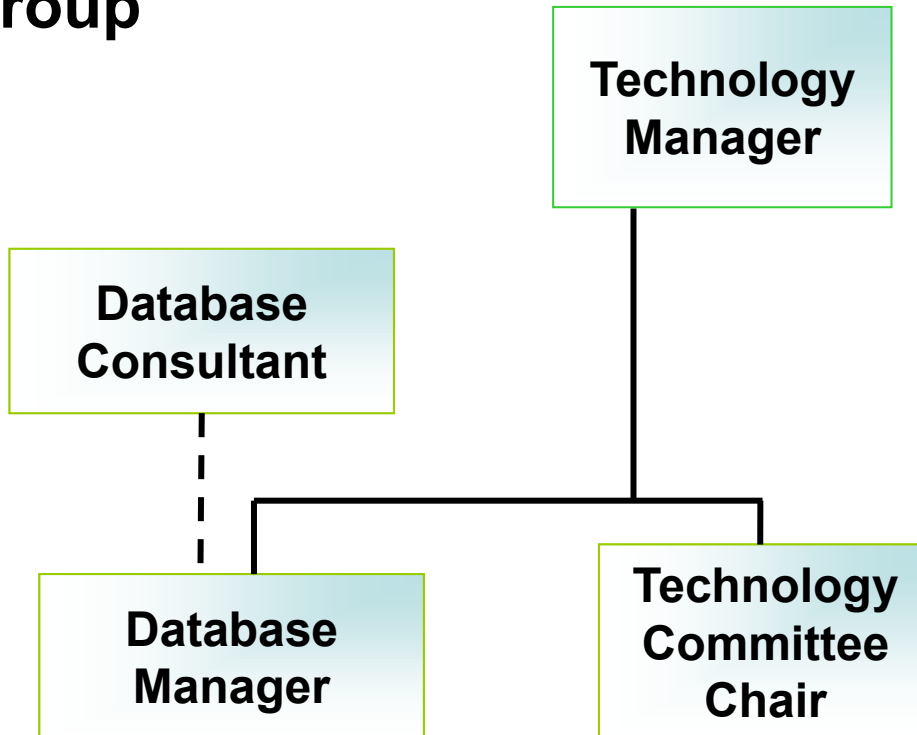 roup
Technology
Manager
Database
Consultant
Database
Manager
Technology
Committee
Chair